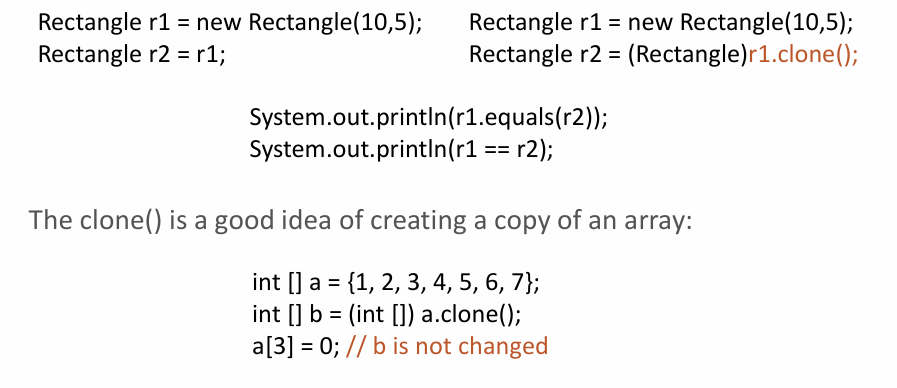 Rectangle r1 = new Rectangle(10,5);
Rectangle r2 = r1;
Rectangle r1 = new Rectangle(10,5);
Rectangle r2 = (Rectangle)r1.clone();
System.out.println(r1.equals(r2));
System.out.println(r1 == r2);
The clone() is a good idea of creating a copy of an array:
int [] a = {1, 2, 3, 4, 5, 6, 7};
int [] b = (int []) a.clone();
a[3] = 0; // b is not changed